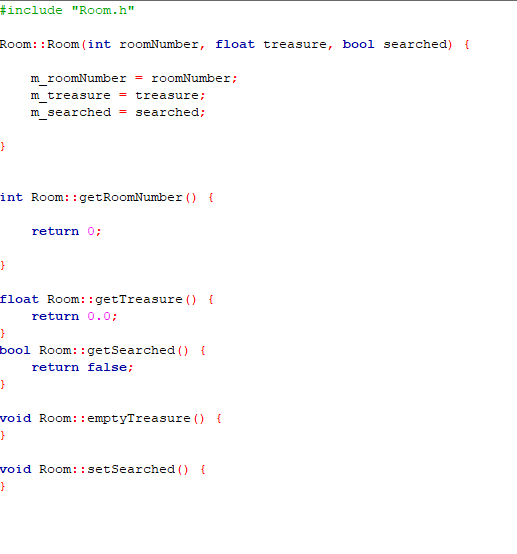 #include "Room.h"
Room::Room(int roomNumber, float treasure, bool searched) {
m_roomNumber = roomNumber;
m_treasure = treasure;
m_searched = searched;
}
int Room::getRoomNumber() {
return 0;
}
float Room::getTreasure() {
return 0.0;
}
bool Room::getSearched() {
return false;
}
void Room::emptyTreasure() {
}
void Room::setSearched() {
}